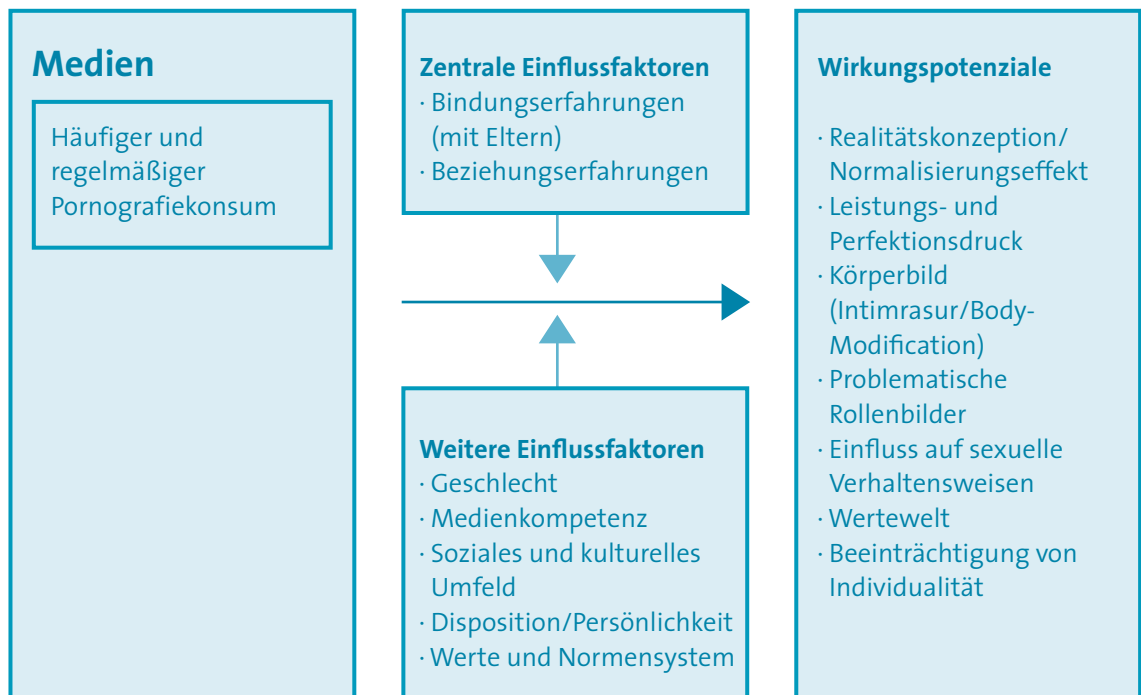 Medien
Häufiger und
regelmäßiger
Pornografiekonsum
Zentrale Einflussfaktoren
· Bindungserfahrungen
(mit Eltern)
· Beziehungserfahrungen
Weitere Einflussfaktoren
· Geschlecht
· Medienkompetenz
· Soziales und kulturelles
Umfeld
· Disposition/Persönlichkeit
· Werte und Normensystem
Wirkungspotenziale
· Realitätskonzeption/
Normalisierungseffekt
· Leistungs- und
Perfektionsdruck
· Körperbild
(Intimrasur/Body-
Modification)
· Problematische
Rollenbilder
· Einfluss auf sexuelle
Verhaltensweisen
· Wertewelt
· Beeinträchtigung von
Individualität